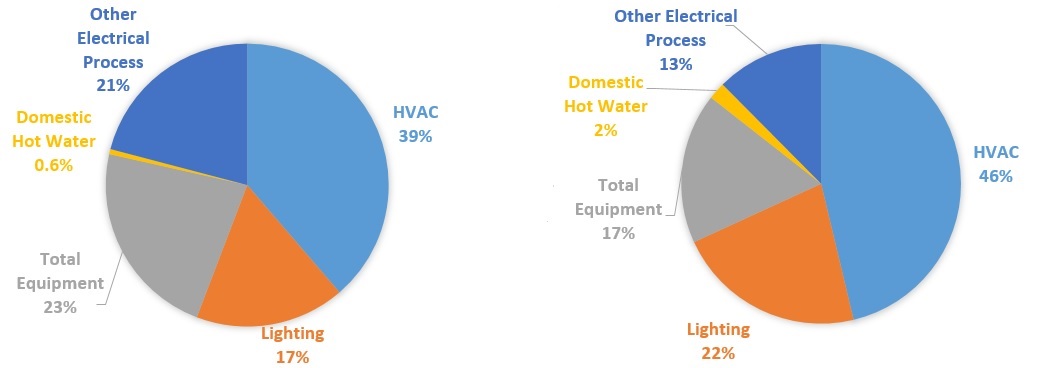 Other
Electrical
Process
21%
HVAC
39%
Domestic
Hot Water
0.6%
Total
Equipment
23%
Lighting
17%
Other Electrical
Process
13%
Domestic
Hot Water
2%
HVAC
46%
Total
Equipment
17%
Lighting
22%